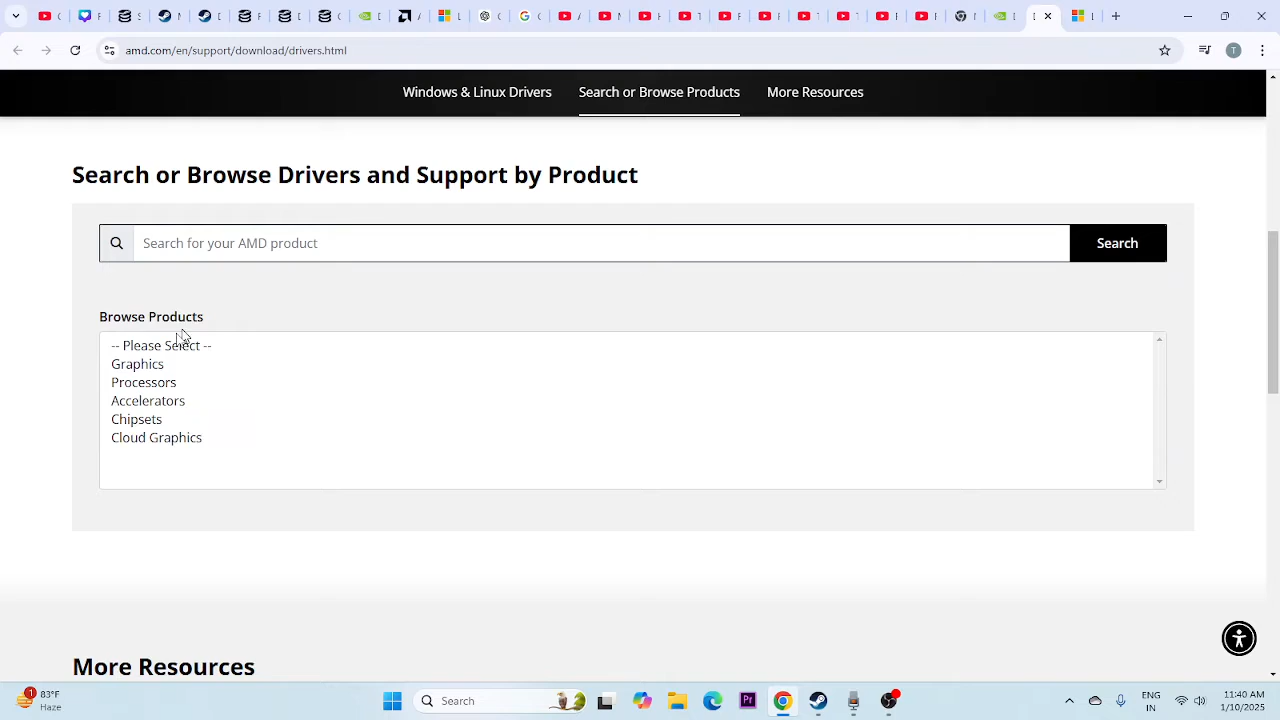 amd.com/en/support/download/drivers.html
T
Windows & Linux Drivers
Search or Browse Products
More Resources
Search or Browse Drivers and Support by Product
Search for your AMD product
Search
Browse Products
-- Please Select --
Graphics
Processors
Accelerators
Chipsets
Cloud Graphics
More Resources
1
83°F
Haze
Search
Pr
ENG
IN
11:40 AM
1/10/2025